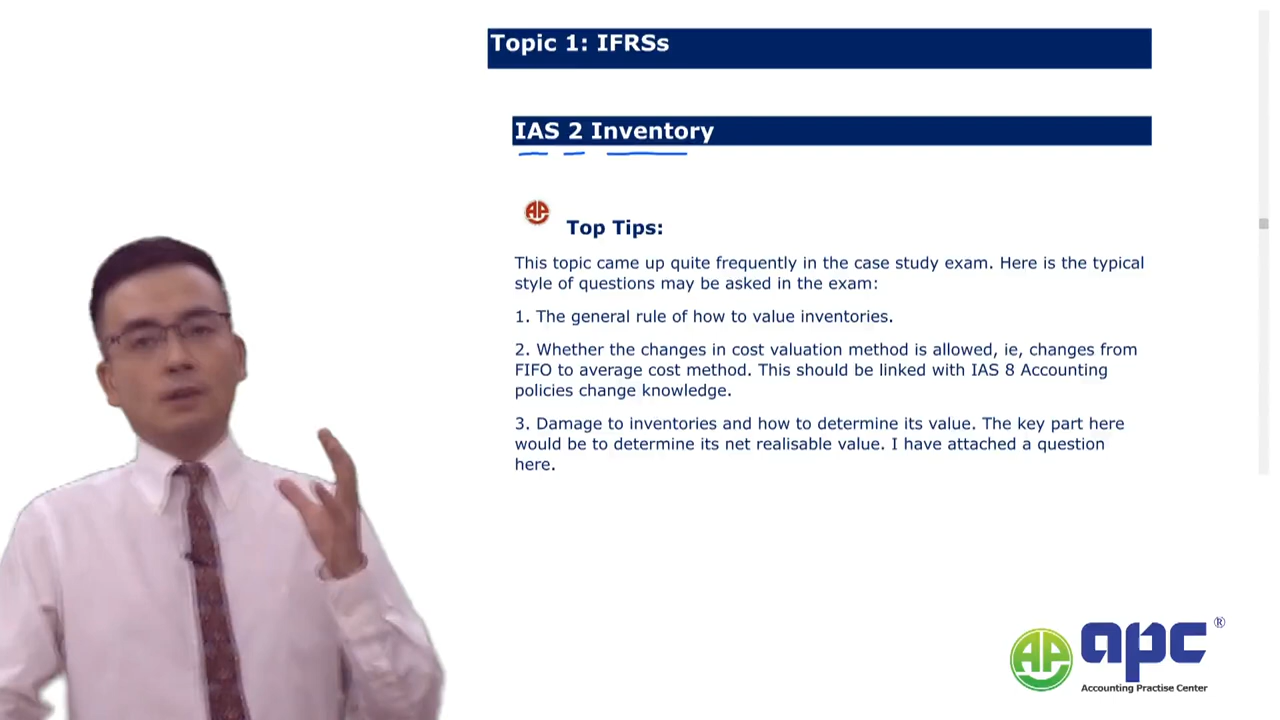 Topic 1: IFRSs
IAS 2 Inventory
AP
Top Tips:
This topic came up quite frequently in the case study exam. Here is the typical
style of questions may be asked in the exam:
1. The general rule of how to value inventories.
2. Whether the changes in cost valuation method is allowed, ie, changes from
FIFO to average cost method. This should be linked with IAS 8 Accounting
policies change knowledge.
3. Damage to inventories and how to determine its value. The key part here
would be to determine its net realisable value. I have attached a question
here.
AP apc ®
Accounting Practise Center